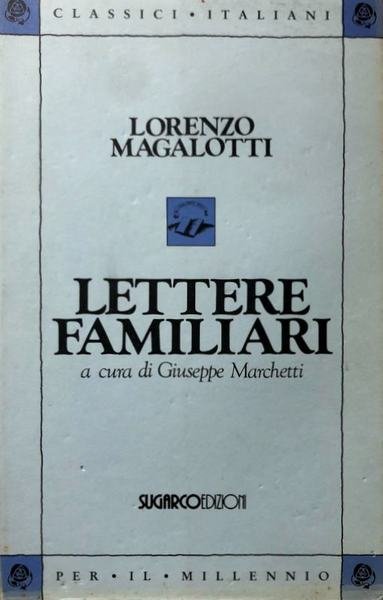 CLASSICI • ITALIANI
LORENZO
MAGALOTTI
LETTERE
FAMILIARI
a cura di Giuseppe Marchetti
SUGARCOEDIZIONI
PER • IL • MILLENNIO